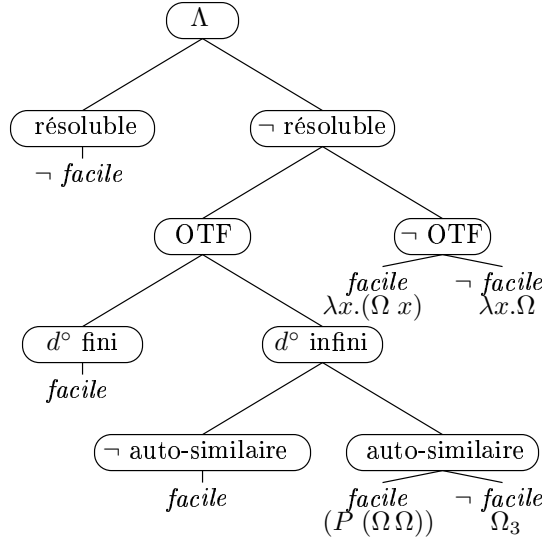 Λ
résoluble
¬ résoluble
¬ facile
OTF
¬ OTF
facile
¬ facile
λx.(Ω x)
λx.Ω
d° fini
d° infini
facile
¬ auto-similaire
auto-similaire
facile
facile
¬ facile
(P (Ω Ω))
Ω₃